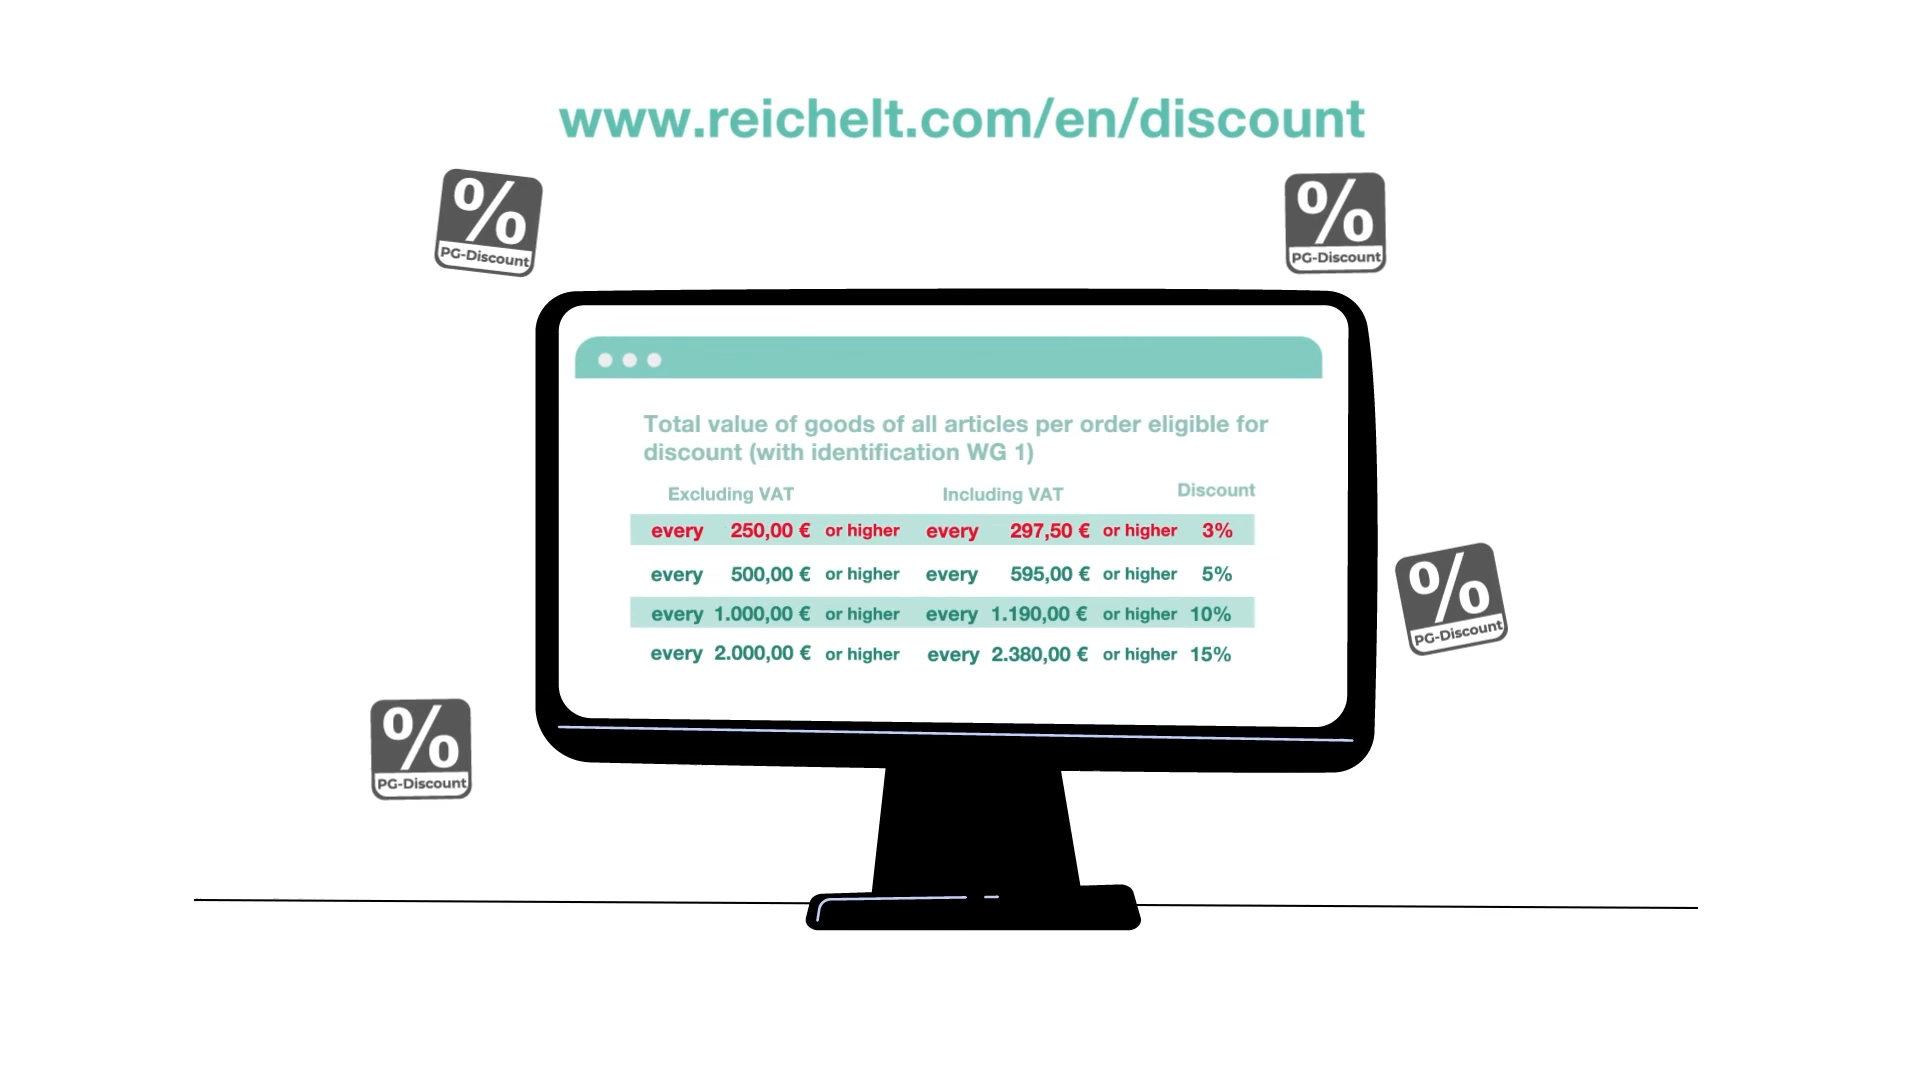 www.reichelt.com/en/discount
%
PG-Discount
%
PG-Discount
Total value of goods of all articles per order eligible for
discount (with identification WG 1)
Excluding VAT Including VAT Discount
every 250,00 € or higher every 297,50 € or higher 3%
every 500,00 € or higher every 595,00 € or higher 5%
every 1.000,00 € or higher every 1.190,00 € or higher 10%
every 2.000,00 € or higher every 2.380,00 € or higher 15%
%
PG-Discount
%
PG-Discount